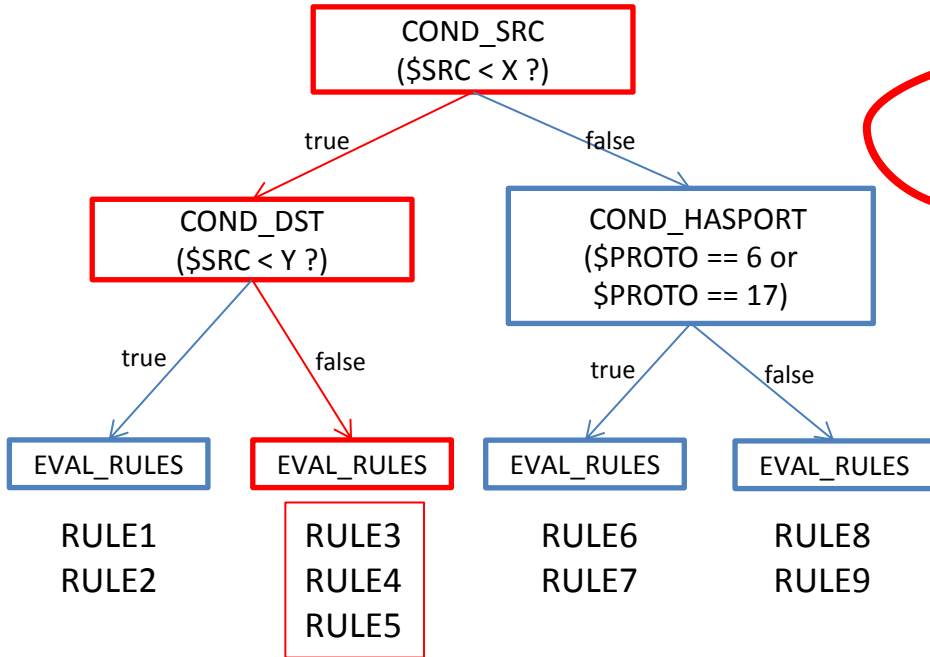 COND_SRC
($SRC < X ?)
true
false
COND_DST
($SRC < Y ?)
COND_HASPORT
($PROTO == 6 or
$PROTO == 17)
true
false
true
false
EVAL_RULES
EVAL_RULES
EVAL_RULES
EVAL_RULES
RULE1
RULE2
RULE3
RULE4
RULE5
RULE6
RULE7
RULE8
RULE9